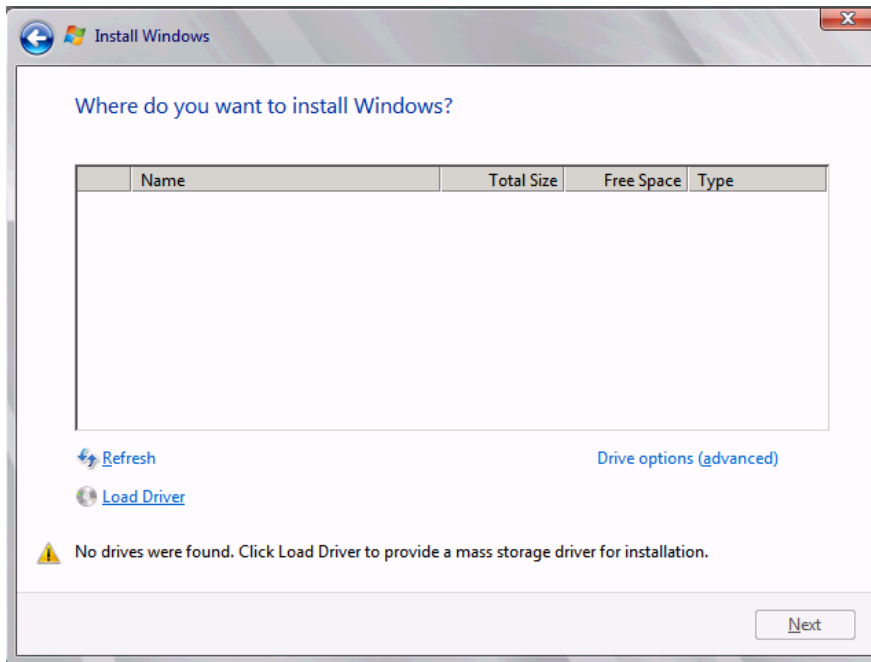 Install Windows
Where do you want to install Windows?
Name Total Size Free Space Type
Refresh Drive options (advanced)
Load Driver
No drives were found. Click Load Driver to provide a mass storage driver for installation.
Next